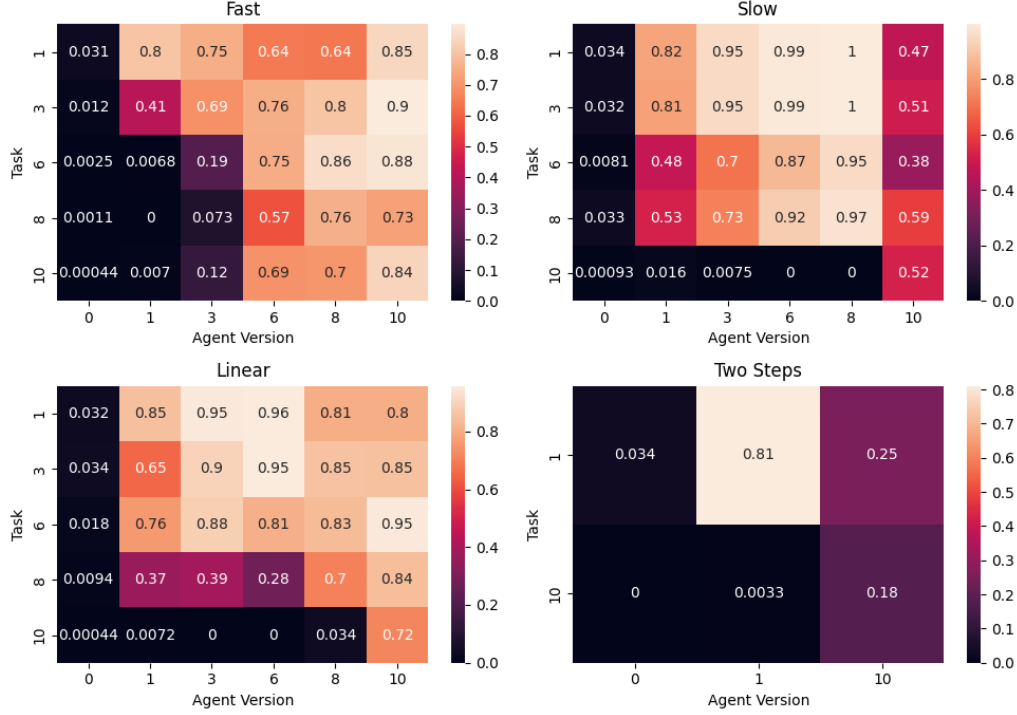 Fast
Task
1 0.031 0.8 0.75 0.64 0.64 0.85
3 0.012 0.41 0.69 0.76 0.8 0.9
6 0.0025 0.0068 0.19 0.75 0.86 0.88
8 0.0011 0 0.073 0.57 0.76 0.73
10 0.00044 0.007 0.12 0.69 0.7 0.84
0 1 3 6 8 10
Agent Version
0.8
0.7
0.6
0.5
0.4
0.3
0.2
0.1
0.0
Slow
Task
1 0.034 0.82 0.95 0.99 1 0.47
3 0.032 0.81 0.95 0.99 1 0.51
6 0.0081 0.48 0.7 0.87 0.95 0.38
8 0.033 0.53 0.73 0.92 0.97 0.59
10 0.00093 0.016 0.0075 0 0 0.52
0 1 3 6 8 10
Agent Version
0.8
0.6
0.4
0.2
0.0
Linear
Task
1 0.032 0.85 0.95 0.96 0.81 0.8
3 0.034 0.65 0.9 0.95 0.85 0.85
6 0.018 0.76 0.88 0.81 0.83 0.95
8 0.0094 0.37 0.39 0.28 0.7 0.84
10 0.00044 0.0072 0 0 0.034 0.72
0 1 3 6 8 10
Agent Version
0.8
0.6
0.4
0.2
0.0
Two Steps
Task
1 0.034 0.81 0.25
10 0 0.0033 0.18
0 1 10
Agent Version
0.8
0.7
0.6
0.5
0.4
0.3
0.2
0.1
0.0